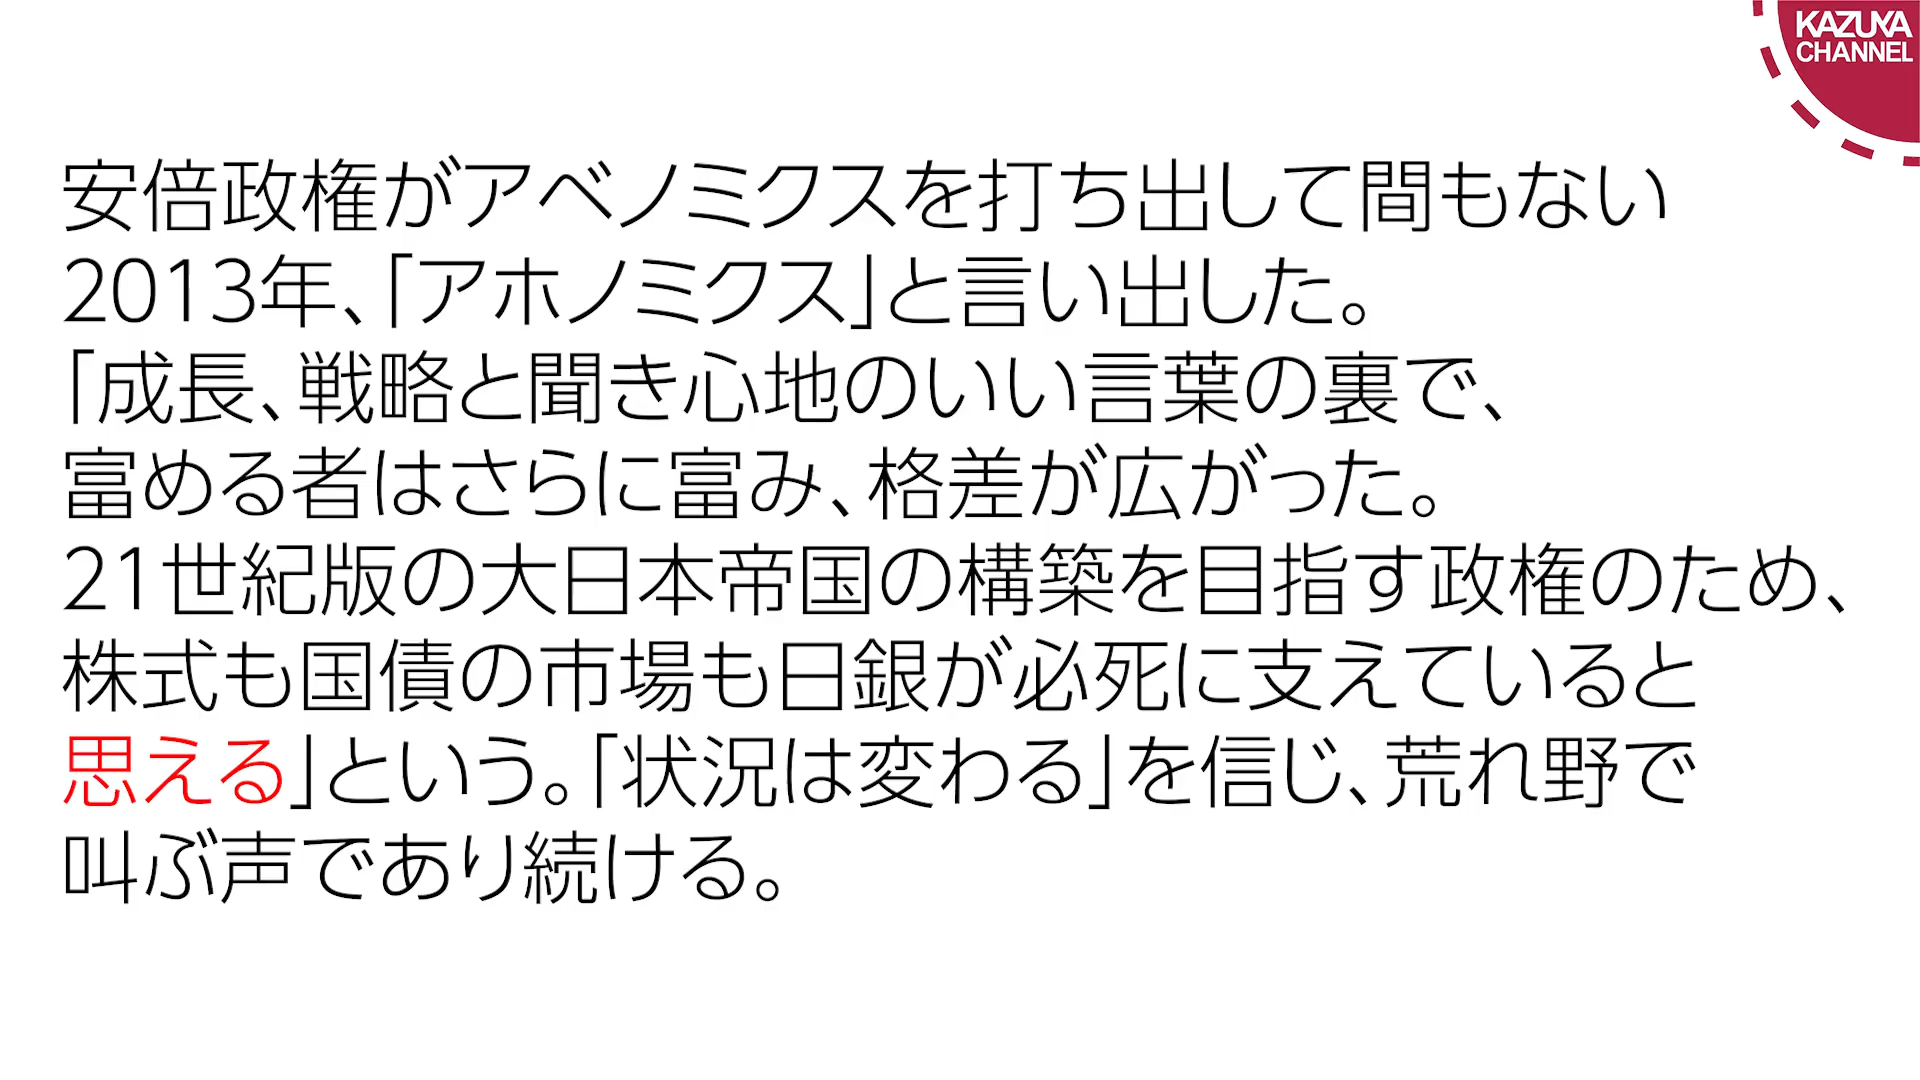 KAZUYA
CHANNEL
安倍政権がアベノミクスを打ち出して間もない
2013年、「アホノミクス」と言い出した。
「成長、戦略と聞き心地のいい言葉の裏で、
富める者はさらに富み、格差が広がった。
21世紀版の大日本帝国の構築を目指す政権のため、
株式も国債の市場も日銀が必死に支えていると
思える」という。「状況は変わる」を信じ、荒れ野で
叫ぶ声であり続ける。